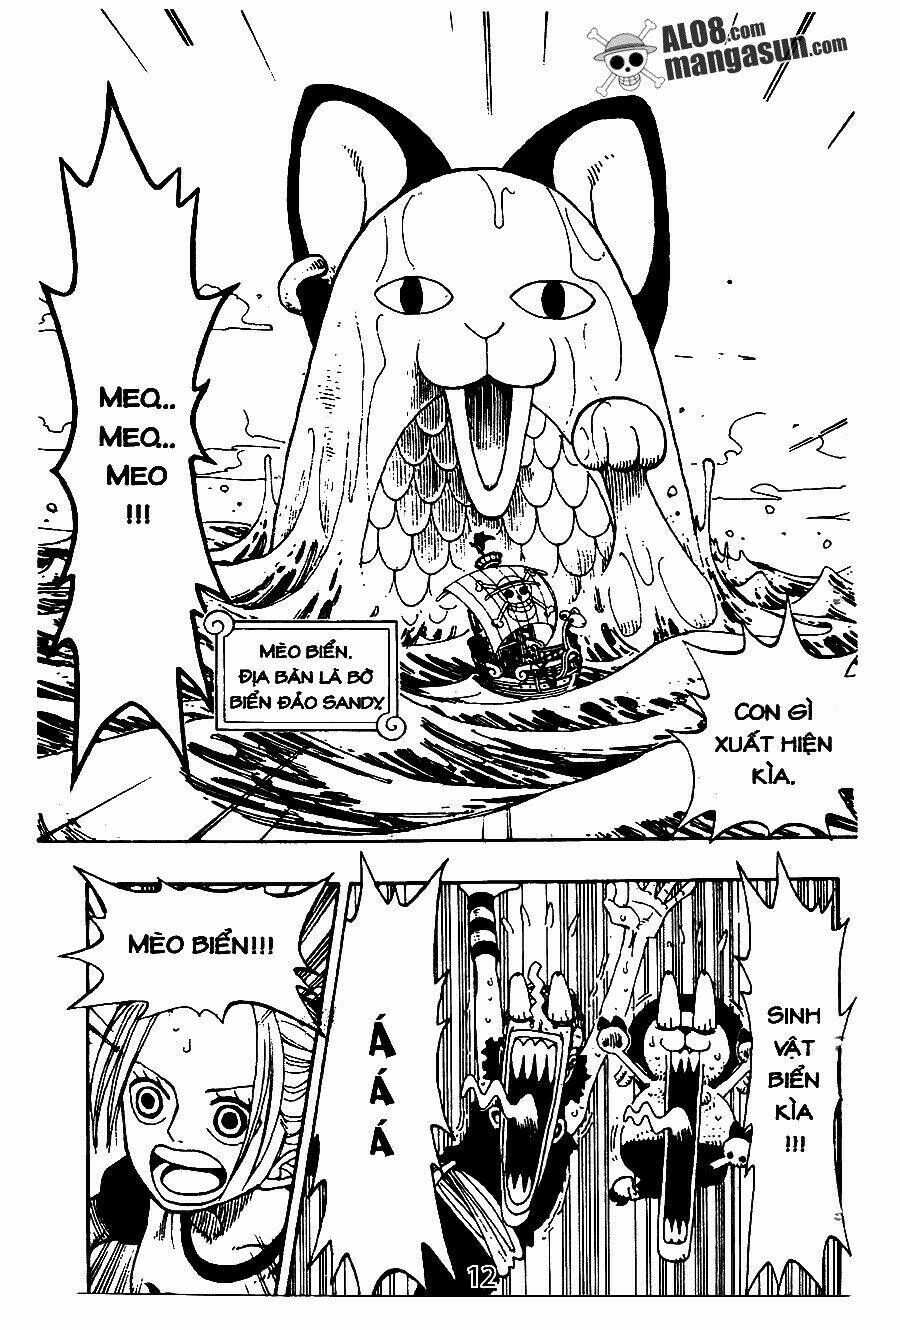 ALO8.com
mangasun.com
MEO...
MEO...
MEO
!!!
MÈO BIỂN.
ĐỊA BÀN LÀ BỜ
BIỂN ĐẢO SANDY
CON GÌ
XUẤT HIỆN
KÌA.
MÈO BIỂN!!!
Á
Á
Á
SINH
VẬT
BIỂN
KÌA
!!!
12